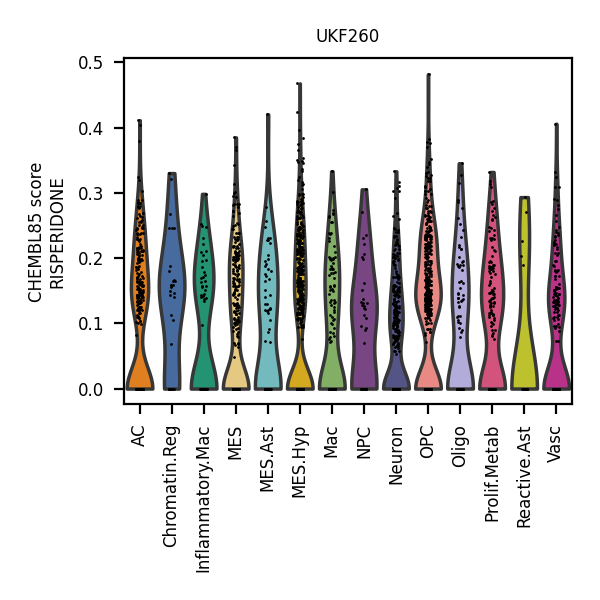 UKF260
CHEMBL85 score
RISPERIDONE
0.5
0.4
0.3
0.2
0.1
0.0
AC
Chromatin.Reg
Inflammatory.Mac
MES
MES.Ast
MES.Hyp
Mac
NPC
Neuron
OPC
Oligo
Prolif.Metab
Reactive.Ast
Vasc